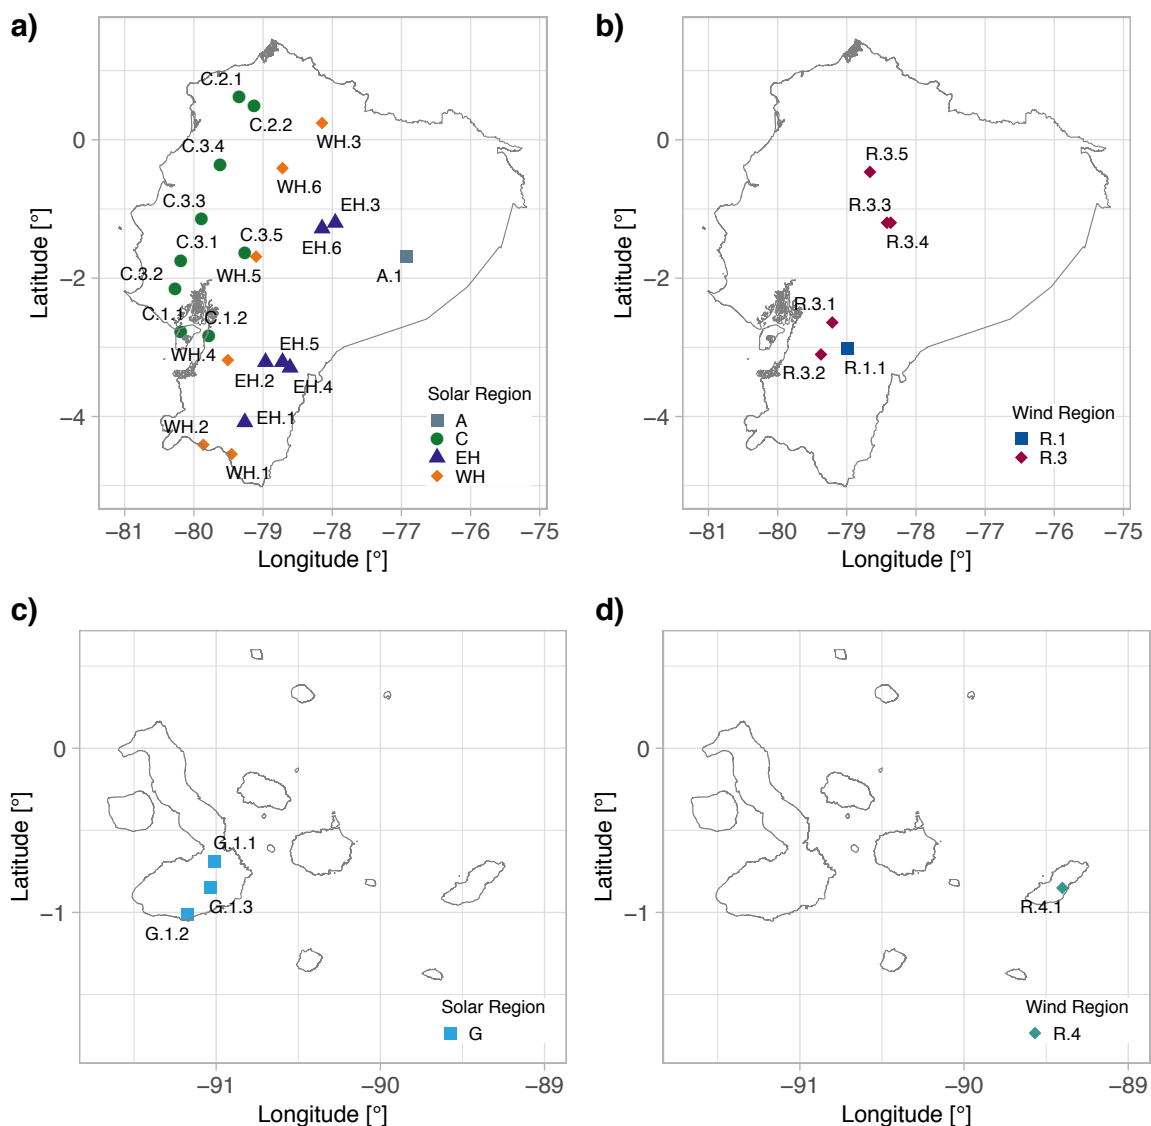 a)
C.2.1
C.2.2
WH.3
C.3.4
WH.6
C.3.3
EH.3
C.3.1
C.3.5
EH.6
C.3.2
WH.5
A.1
C.1.1
C.1.2
WH.4
EH.5
EH.2
EH.4
WH.2
EH.1
WH.1
0
−2
−4
Latitude [°]
Solar Region
A
C
EH
WH
−81
−80
−79
−78
−77
−76
−75
Longitude [°]
b)
R.3.5
R.3.3
R.3.4
R.3.1
R.3.2
R.1.1
0
−2
−4
Latitude [°]
Wind Region
R.1
R.3
−81
−80
−79
−78
−77
−76
−75
Longitude [°]
c)
0
−1
Latitude [°]
G.1.1
G.1.3
G.1.2
Solar Region
G
−91
−90
−89
Longitude [°]
d)
0
−1
Latitude [°]
R.4.1
Wind Region
R.4
−91
−90
−89
Longitude [°]